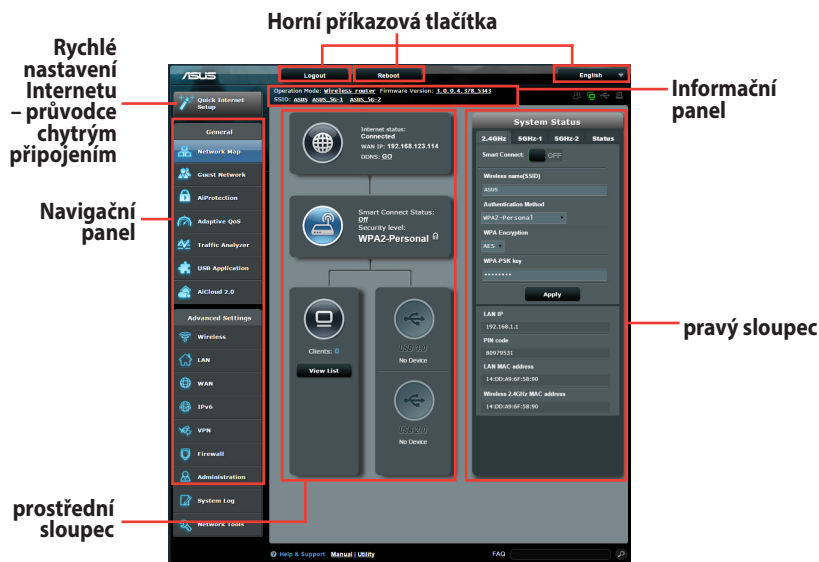 Horní příkazová tlačítka
Rychlé
nastavení
Internetu
– průvodce
chytrým
připojením
Navigační
panel
prostřední
sloupec
Informační
panel
pravý sloupec
ASUS
Logout
Reboot
English
Quick Internet
Setup
Operation Mode: Wireless router Firmware Version: 3.0.0.4.378_5343
SSID: ASUS ASUS_5G-1 ASUS_5G-2
General
Network Map
Guest Network
AiProtection
Adaptive QoS
Traffic Analyzer
USB Application
AiCloud 2.0
Advanced Settings
Wireless
LAN
WAN
IPv6
VPN
Firewall
Administration
System Log
Network Tools
Internet status:
Connected
WAN IP: 192.168.123.114
DDNS: GO
Smart Connect Status:
Off
Security level:
WPA2-Personal
Clients: 0
View List
USB 3.0
No Device
USB 2.0
No Device
System Status
2.4GHz 5GHz-1 5GHz-2 Status
Smart Connect: OFF
Wireless name(SSID)
ASUS
Authentication Method
WPA2-Personal
WPA Encryption
AES
WPA-PSK key
••••••••
Apply
LAN IP
192.168.1.1
PIN code
80979531
LAN MAC address
14:DD:A9:6F:58:90
Wireless 2.4GHz MAC address
14:DD:A9:6F:58:90
Help & Support Manual | Utility
FAQ